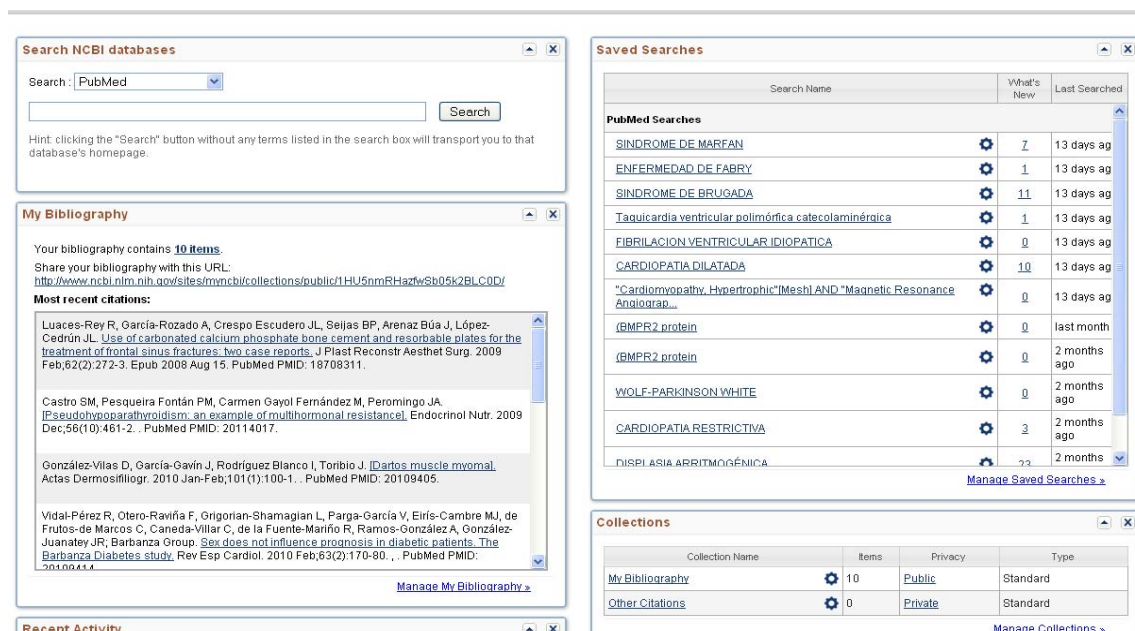 Search NCBI databases
Search : PubMed
Search
Hint: clicking the "Search" button without any terms listed in the search box will transport you to that
database's homepage.
My Bibliography
Your bibliography contains 10 items.
Share your bibliography with this URL:
http://www.ncbi.nlm.nih.gov/sites/myncbi/collections/public/1HU5nmRHazfwSb05k2BLC0D/
Most recent citations:
Luaces-Rey R, García-Rozado A, Crespo Escudero JL, Seijas BP, Arenaz Búa J, López-
Cedrún JL. Use of carbonated calcium phosphate bone cement and resorbable plates for the
treatment of frontal sinus fractures: two case reports. J Plast Reconstr Aesthet Surg. 2009
Feb;62(2):272-3. Epub 2008 Aug 15. PubMed PMID: 18708311.
Castro SM, Pesqueira Fontán PM, Carmen Gayol Fernández M, Peromingo JA.
[Pseudohypoparathyroidism: an example of multihormonal resistance]. Endocrinol Nutr. 2009
Dec;56(10):461-2. . PubMed PMID: 20114017.
González-Vilas D, García-Gavín J, Rodríguez Blanco I, Toribio J. [Dartos muscle myoma].
Actas Dermosifiliogr. 2010 Jan-Feb;101(1):100-1. . PubMed PMID: 20109405.
Vidal-Pérez R, Otero-Raviña F, Grigorian-Shamagian L, Parga-García V, Eirís-Cambre MJ, de
Frutos-de Marcos C, Caneda-Villar C, de la Fuente-Mariño R, Ramos-González A, González-
Juanatey JR; Barbanza Group. Sex does not influence prognosis in diabetic patients. The
Barbanza Diabetes study. Rev Esp Cardiol. 2010 Feb;63(2):170-80. , . PubMed PMID:
20109414
Manage My Bibliography »
Recent Activity
Saved Searches
Search Name What's New Last Searched
PubMed Searches
SINDROME DE MARFAN 7 13 days ag
ENFERMEDAD DE FABRY 1 13 days ag
SINDROME DE BRUGADA 11 13 days ag
Taquicardia ventricular polimórfica catecolaminérgica 1 13 days ag
FIBRILACION VENTRICULAR IDIOPATICA 0 13 days ag
CARDIOPATIA DILATADA 10 13 days ag
"Cardiomyopathy, Hypertrophic"[Mesh] AND "Magnetic Resonance
Angiograp... 0 13 days ag
(BMPR2 protein 0 last month
(BMPR2 protein 0 2 months ago
WOLF-PARKINSON WHITE 0 2 months ago
CARDIOPATIA RESTRICTIVA 3 2 months ago
DISPLASIA ARRITMOGÉNICA 23 2 months
Manage Saved Searches »
Collections
Collection Name Items Privacy Type
My Bibliography 10 Public Standard
Other Citations 0 Private Standard
Manage Collections »